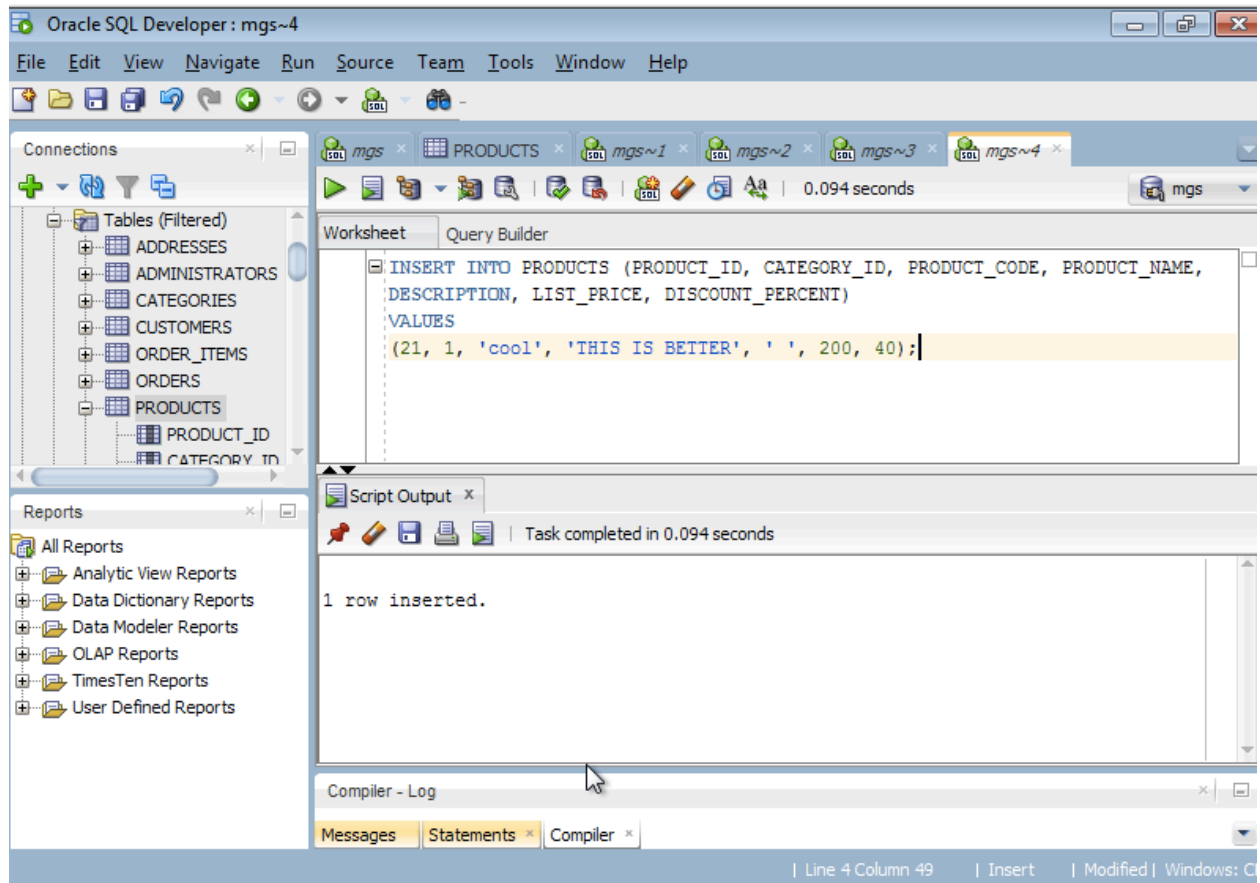 Oracle SQL Developer : mgs~4
File Edit View Navigate Run Source Team Tools Window Help
Connections
Tables (Filtered)
ADDRESSES
ADMINISTRATORS
CATEGORIES
CUSTOMERS
ORDER_ITEMS
ORDERS
PRODUCTS
PRODUCT_ID
CATEGORY_ID
Reports
All Reports
Analytic View Reports
Data Dictionary Reports
Data Modeler Reports
OLAP Reports
TimesTen Reports
User Defined Reports
mgs PRODUCTS mgs~1 mgs~2 mgs~3 mgs~4
0.094 seconds mgs
Worksheet Query Builder
INSERT INTO PRODUCTS (PRODUCT_ID, CATEGORY_ID, PRODUCT_CODE, PRODUCT_NAME,
DESCRIPTION, LIST_PRICE, DISCOUNT_PERCENT)
VALUES
(21, 1, 'cool', 'THIS IS BETTER', ' ', 200, 40);
Script Output
Task completed in 0.094 seconds
1 row inserted.
Compiler - Log
Messages Statements Compiler
| Line 4 Column 49 | Insert | Modified | Windows: C